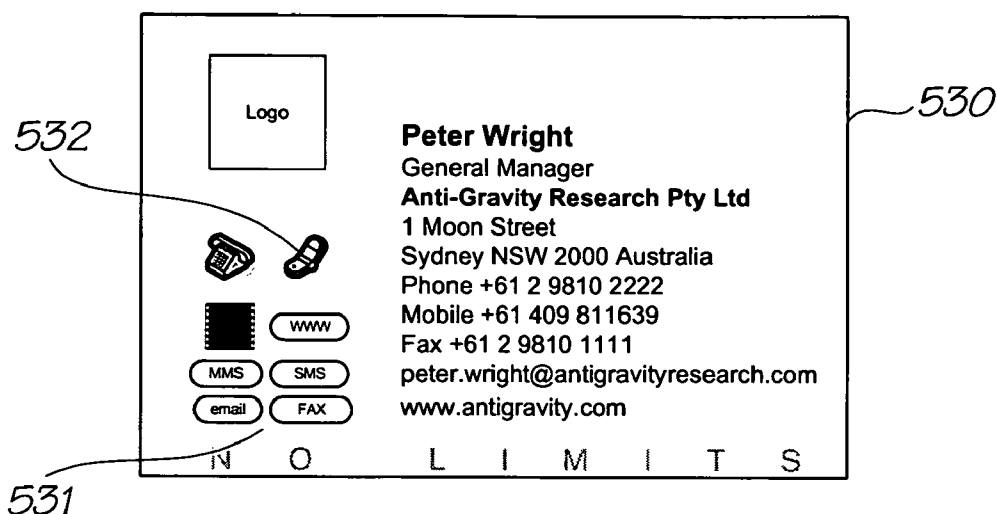 Logo
532
530
Peter Wright
General Manager
Anti-Gravity Research Pty Ltd
1 Moon Street
Sydney NSW 2000 Australia
Phone +61 2 9810 2222
Mobile +61 409 811639
Fax +61 2 9810 1111
peter.wright@antigravityresearch.com
www.antigravity.com
WWW
MMS SMS
email FAX
NO LIMITS
531